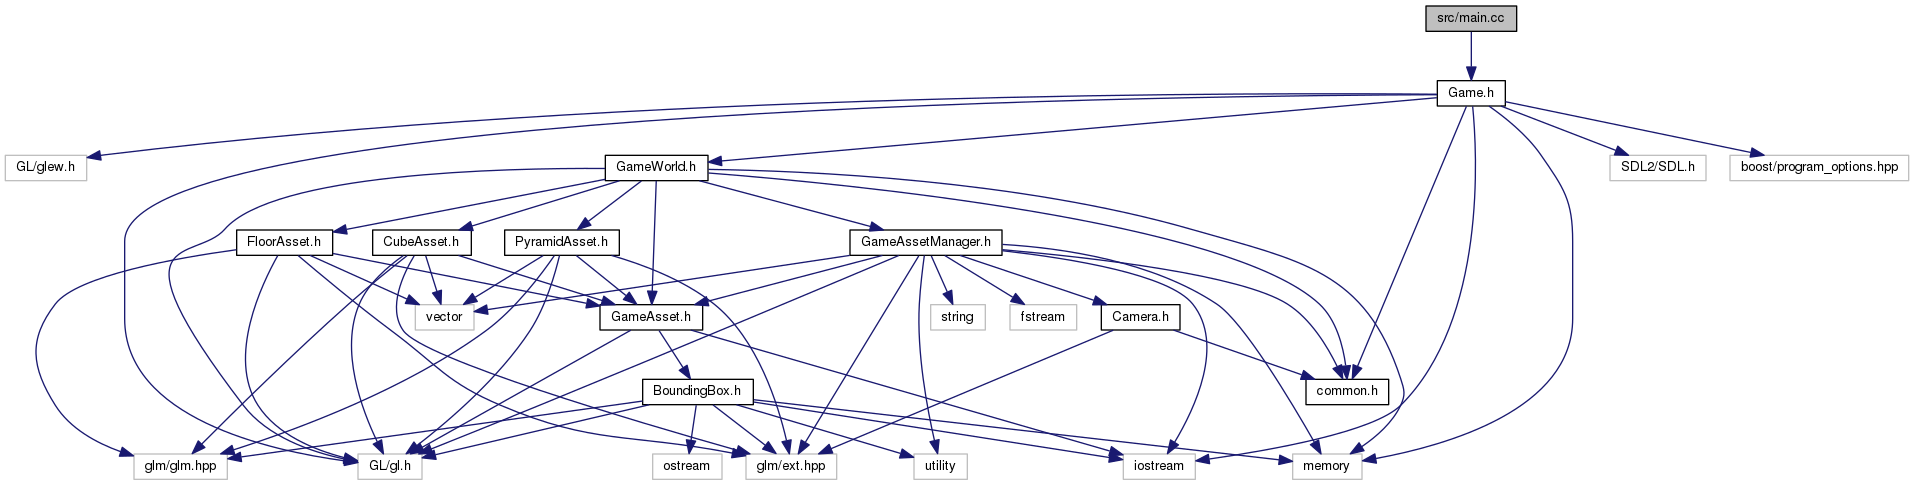 src/main.cc
Game.h
GL/glew.h
GameWorld.h
SDL2/SDL.h
boost/program_options.hpp
FloorAsset.h
CubeAsset.h
PyramidAsset.h
GameAssetManager.h
vector
GameAsset.h
string
fstream
Camera.h
BoundingBox.h
common.h
glm/glm.hpp
GL/gl.h
ostream
glm/ext.hpp
utility
iostream
memory